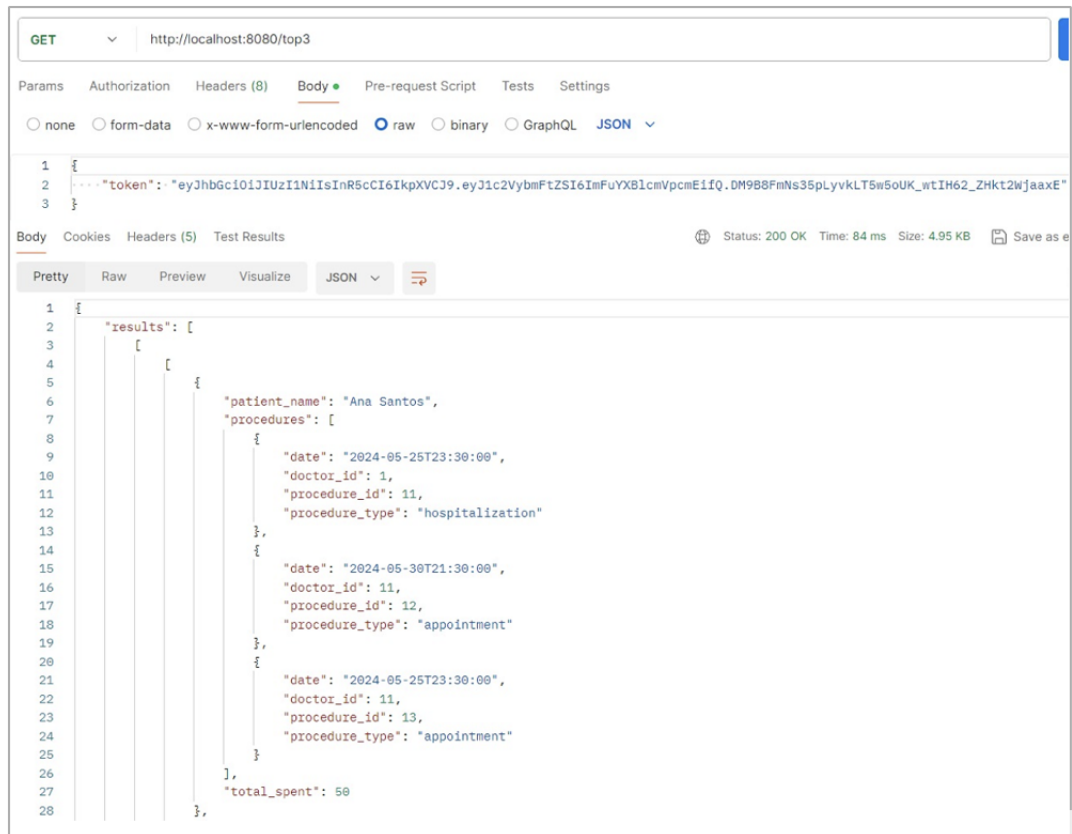 GET http://localhost:8080/top3
Params Authorization Headers (8) Body Pre-request Script Tests Settings
none form-data x-www-form-urlencoded raw binary GraphQL JSON
1 {
2 "token": "eyJhbGciOiJIUzI1NiIsInR5cCI6IkpXVCJ9.eyJ1c2VybmFtZSI6ImFuYXBlcmVpcmEifQ.DM9B8FmNs35pLyvkLT5w5oUK_wtIH62_ZHkt2WjaaxE"
3 }
Body Cookies Headers (5) Test Results Status: 200 OK Time: 84 ms Size: 4.95 KB Save as e
Pretty Raw Preview Visualize JSON
1 {
2 "results": [
3 [
4 [
5 {
6 "patient_name": "Ana Santos",
7 "procedures": [
8 {
9 "date": "2024-05-25T23:30:00",
10 "doctor_id": 1,
11 "procedure_id": 11,
12 "procedure_type": "hospitalization"
13 },
14 {
15 "date": "2024-05-30T21:30:00",
16 "doctor_id": 11,
17 "procedure_id": 12,
18 "procedure_type": "appointment"
19 },
20 {
21 "date": "2024-05-25T23:30:00",
22 "doctor_id": 11,
23 "procedure_id": 13,
24 "procedure_type": "appointment"
25 }
26 ],
27 "total_spent": 50
28 },